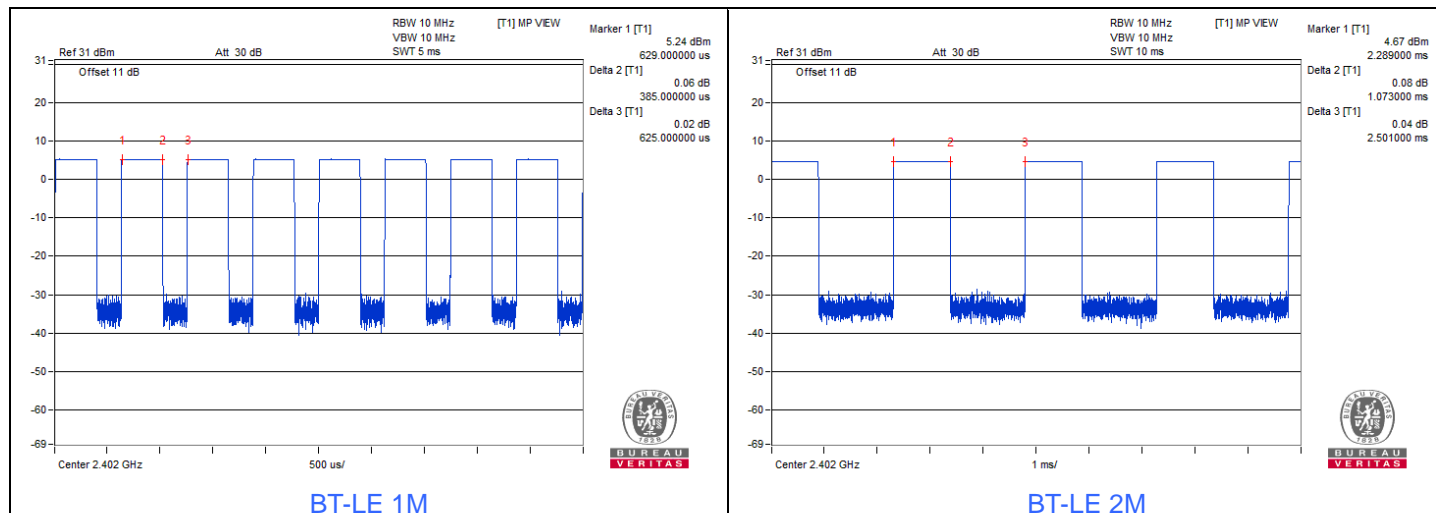 RBW 10 MHz [T1] MP VIEW
VBW 10 MHz
Ref 31 dBm Att 30 dB SWT 5 ms
Marker 1 [T1]
5.24 dBm
629.000000 us
Delta 2 [T1]
0.06 dB
385.000000 us
Delta 3 [T1]
0.02 dB
625.000000 us
Offset 11 dB
31
20
10
0
-10
-20
-30
-40
-50
-60
-69
1 2 3
Center 2.402 GHz 500 us/
BUREAU VERITAS
1828
BUREAU
VERITAS
BT-LE 1M
RBW 10 MHz [T1] MP VIEW
VBW 10 MHz
Ref 31 dBm Att 30 dB SWT 10 ms
Marker 1 [T1]
4.67 dBm
2.289000 ms
Delta 2 [T1]
0.08 dB
1.073000 ms
Delta 3 [T1]
0.04 dB
2.501000 ms
Offset 11 dB
31
20
10
0
-10
-20
-30
-40
-50
-60
-69
1 2 3
Center 2.402 GHz 1 ms/
BUREAU VERITAS
1828
BUREAU
VERITAS
BT-LE 2M